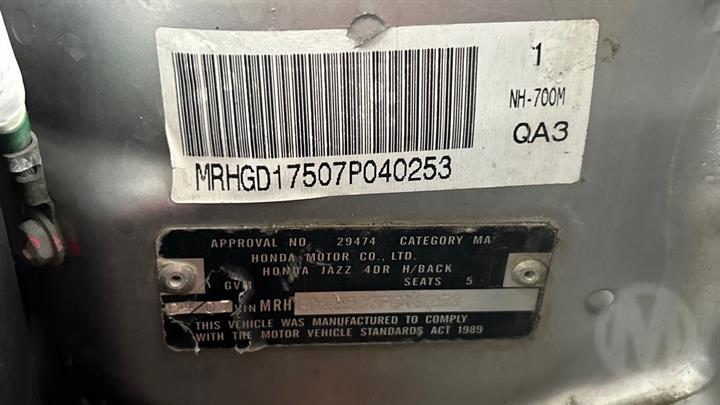 1
NH-700M
QA3
MRHGD17507P040253
APPROVAL NO. 29474 CATEGORY MA
HONDA MOTOR CO., LTD.
HONDA JAZZ 4DR H/BACK
GVM SEATS 5
VIN MRH
THIS VEHICLE WAS MANUFACTURED TO COMPLY
WITH THE MOTOR VEHICLE STANDARDS ACT 1989
M